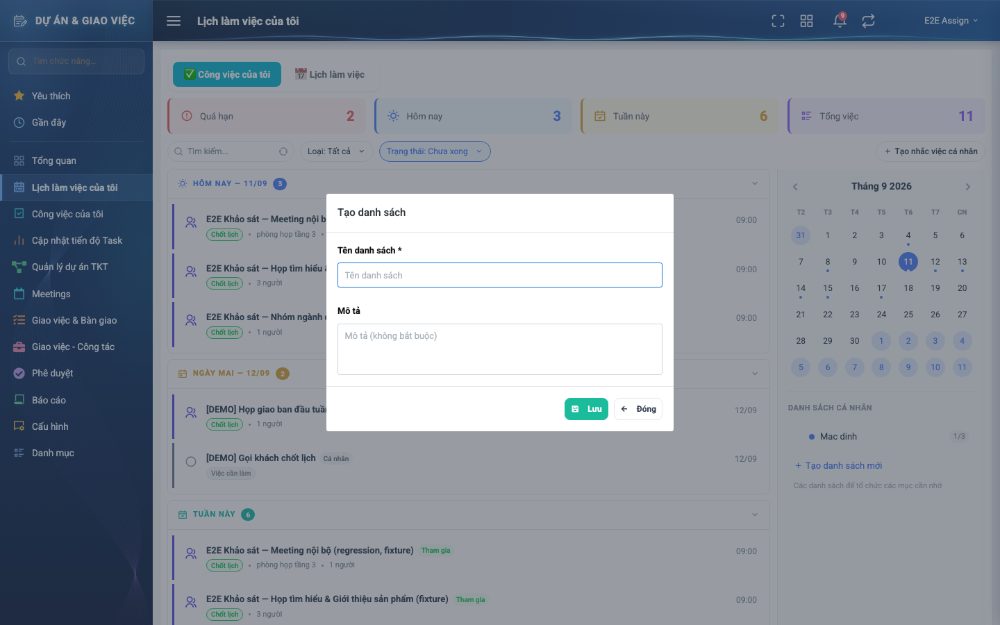 DỰ ÁN & GIAO VIỆC
Tìm chức năng...
Yêu thích
Gần đây
Tổng quan
Lịch làm việc của tôi
Công việc của tôi
Cập nhật tiến độ Task
Quản lý dự án TKT
Meetings
Giao việc & Bàn giao
Giao việc - Công tác
Phê duyệt
Báo cáo
Cấu hình
Danh mục
Lịch làm việc của tôi
9
E2E Assign
Công việc của tôi
17 Lịch làm việc
Quá hạn 2
Hôm nay 3
Tuần này 6
Tổng việc 11
Tìm kiếm...
Loại: Tất cả
Trạng thái: Chưa xong
+ Tạo nhắc việc cá nhân
HÔM NAY — 11/09 3
E2E Khảo sát — Meeting nội b
09:00
Chốt lịch • phòng họp tầng 3 •
E2E Khảo sát — Họp tìm hiểu &
09:00
Chốt lịch • 3 người
E2E Khảo sát — Nhóm ngành
09:00
Chốt lịch • 1 người
NGÀY MAI — 12/09 2
[DEMO] Họp giao ban đầu tuần
12/09
Chốt lịch • 1 người
[DEMO] Gọi khách chốt lịch Cá nhân
12/09
Việc cần làm
TUẦN NÀY 6
E2E Khảo sát — Meeting nội bộ (regression, fixture) Tham gia
09:00
Chốt lịch • phòng họp tầng 3 • 1 người
E2E Khảo sát — Họp tìm hiểu & Giới thiệu sản phẩm (fixture) Tham gia
09:00
Chốt lịch • 3 người
Tạo danh sách
Tên danh sách *
Tên danh sách
Mô tả
Mô tả (không bắt buộc)
Lưu
Đóng
Tháng 9 2026
T2 T3 T4 T5 T6 T7 CN
31 1 2 3 4 5 6
7 8 9 10 11 12 13
14 15 16 17 18 19 20
21 22 23 24 25 26 27
28 29 30 1 2 3 4
5 6 7 8 9 10 11
DANH SÁCH CÁ NHÂN
Mac dinh 1/3
+ Tạo danh sách mới
Các danh sách để tổ chức các mục cần nhớ